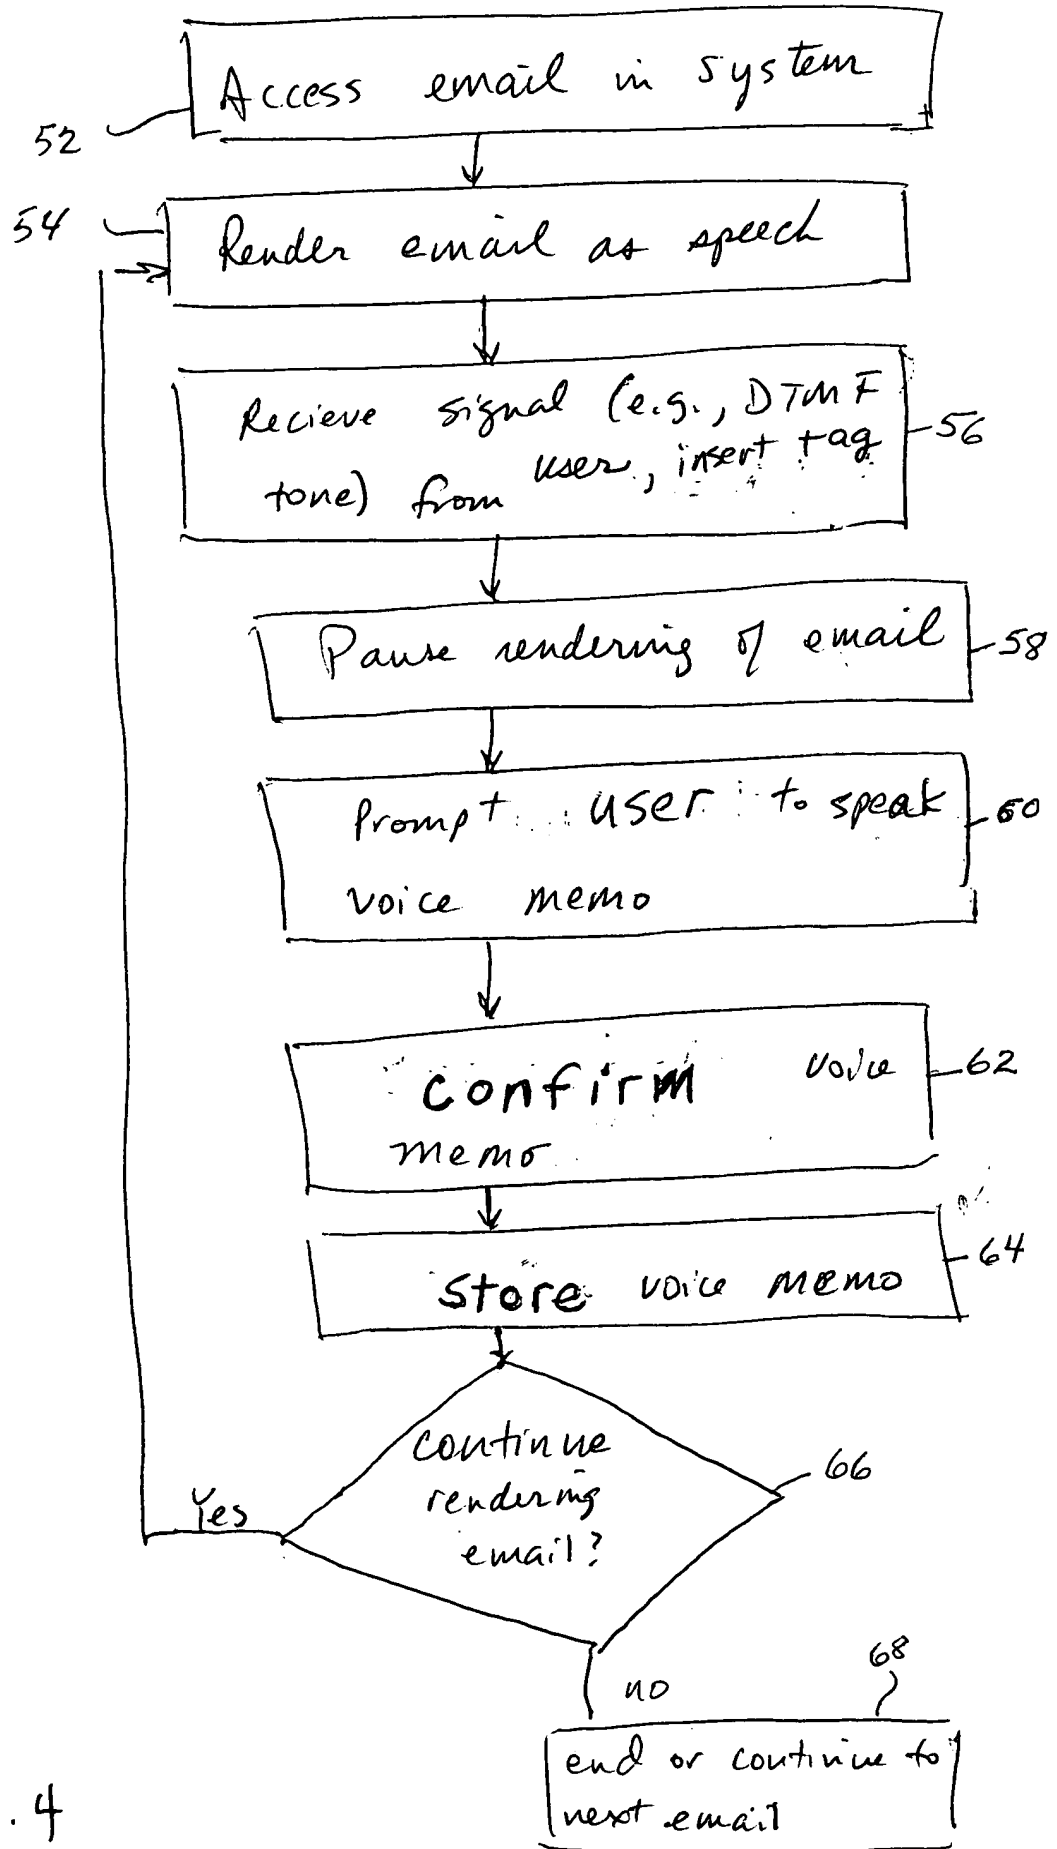 Access email in system
52
54
Render email as speech
Recieve signal (e.g., DTMF
tone) from user, insert tag
56
Pause rendering of email
58
Prompt user to speak
60
voice memo
confirm voice
62
memo
store voice memo
64
continue
rendering
email?
66
Yes
no
68
end or continue to
next email
.4